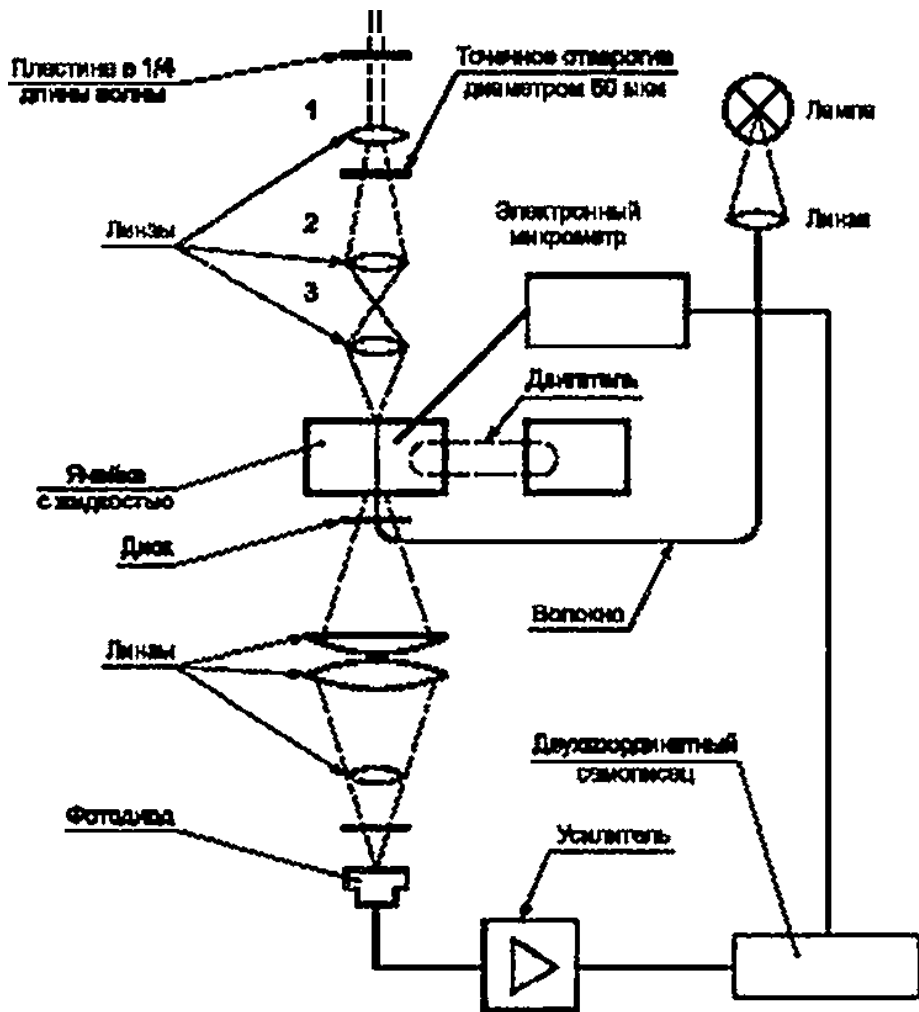 Пластина в 1/4
длины волны
Точечное отверстие
диаметром 50 мкм
1
Лампа
2
Линзы
Электронный
микрометр
Линза
3
Двигатель
Ячейка
с жидкостью
Диск
Волокно
Линзы
Двухкоординатный
самописец
Фотодиод
Усилитель